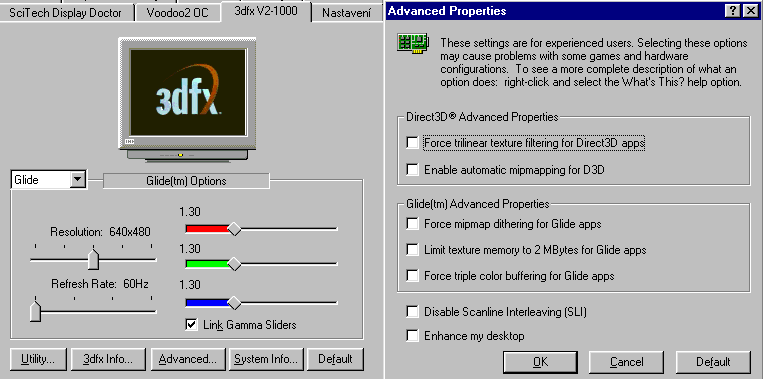 SciTech Display Doctor
Voodoo2 OC
3dfx V2-1000
Nastavení
3dfx
Glide
Glide(tm) Options
Resolution: 640x480
Refresh Rate: 60Hz
1.30
1.30
1.30
Link Gamma Sliders
Utility...
3dfx Info...
Advanced...
System Info...
Default
Advanced Properties
These settings are for experienced users. Selecting these options
may cause problems with some games and hardware
configurations. To see a more complete description of what an
option does: right-click and select the What's This? help option.
Direct3D® Advanced Properties
Force trilinear texture filtering for Direct3D apps
Enable automatic mipmapping for D3D
Glide(tm) Advanced Properties
Force mipmap dithering for Glide apps
Limit texture memory to 2 MBytes for Glide apps
Force triple color buffering for Glide apps
Disable Scanline Interleaving (SLI)
Enhance my desktop
OK
Cancel
Default